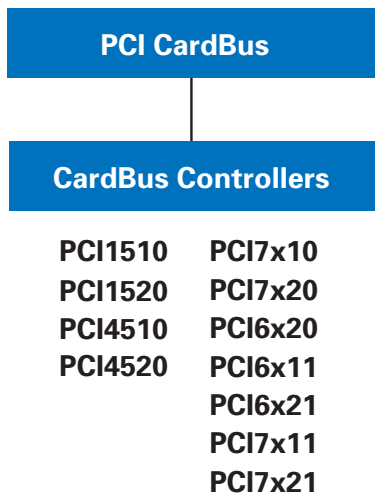 PCI CardBus
CardBus Controllers
PCI1510
PCI1520
PCI4510
PCI4520
PCI7x10
PCI7x20
PCI6x20
PCI6x11
PCI6x21
PCI7x11
PCI7x21